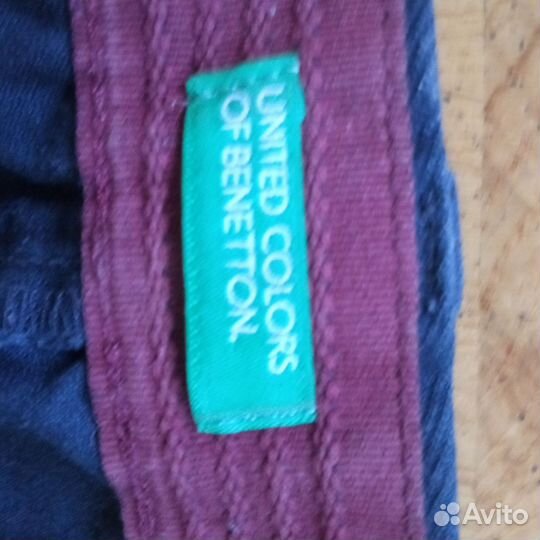 UNITED COLORS
OF BENETTON.
Avito